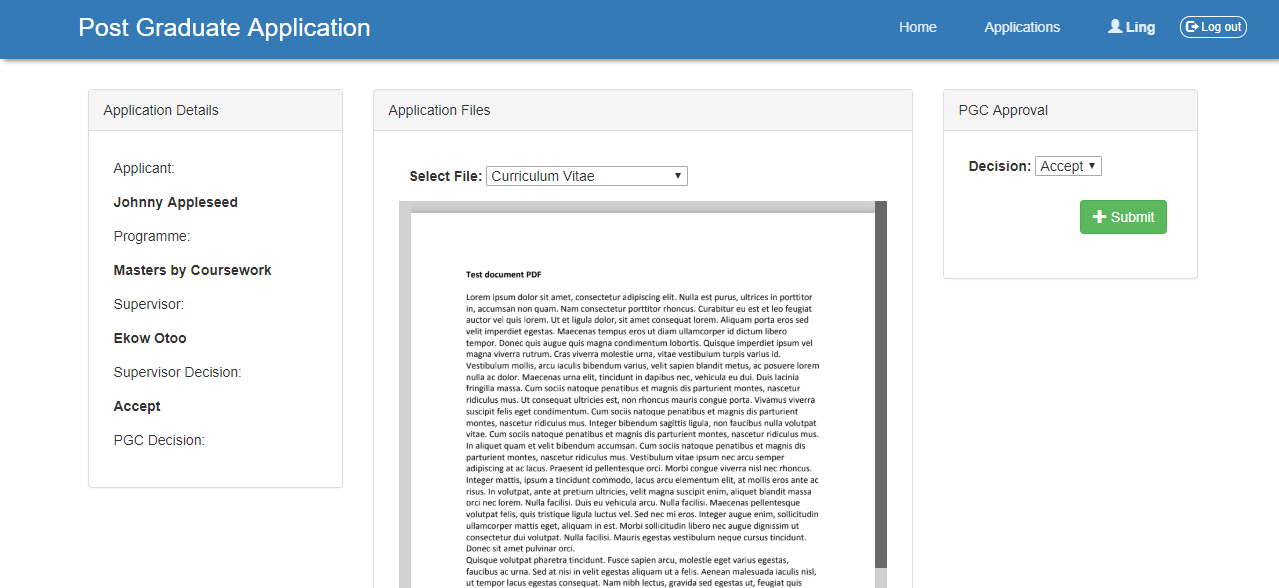 Post Graduate Application
Home
Applications
Ling
Log out
Application Details
Applicant:
Johnny Appleseed
Programme:
Masters by Coursework
Supervisor:
Ekow Otoo
Supervisor Decision:
Accept
PGC Decision:
Application Files
Select File: Curriculum Vitae
Test document PDF
Lorem ipsum dolor sit amet, consectetur adipiscing elit. Nulla est purus, ultrices in porttitor
in, accumsan non quam. Nam consectetur porttitor rhoncus. Curabitur eu est et leo feugiat
auctor vel quis lorem. Ut et ligula dolor, sit amet consequat lorem. Aliquam porta eros sed
velit imperdiet egestas. Maecenas tempus eros ut diam ullamcorper id dictum libero
tempor. Donec quis augue quis magna condimentum lobortis. Quisque imperdiet ipsum vel
magna viverra rutrum. Cras viverra molestie urna, vitae vestibulum turpis varius id.
Vestibulum mollis, arcu iaculis bibendum varius, velit sapien blandit metus, ac posuere lorem
nulla ac dolor. Maecenas urna elit, tincidunt in dapibus nec, vehicula eu dui. Duis lacinia
fringilla massa. Cum sociis natoque penatibus et magnis dis parturient montes, nascetur
ridiculus mus. Ut consequat ultricies est, non rhoncus mauris congue porta. Vivamus viverra
suscipit felis eget condimentum. Cum sociis natoque penatibus et magnis dis parturient
montes, nascetur ridiculus mus. Integer bibendum sagittis ligula, non faucibus nulla volutpat
vitae. Cum sociis natoque penatibus et magnis dis parturient montes, nascetur ridiculus mus.
In aliquet quam et velit bibendum accumsan. Cum sociis natoque penatibus et magnis dis
parturient montes, nascetur ridiculus mus. Vestibulum vitae ipsum nec arcu semper
adipiscing at ac lacus. Praesent id pellentesque orci. Morbi congue viverra nisl nec rhoncus.
Integer mattis, ipsum a tincidunt commodo, lacus arcu elementum elit, at mollis eros ante ac
risus. In volutpat, ante at pretium ultricies, velit magna suscipit enim, aliquet blandit massa
orci nec lorem. Nulla facilisi. Duis eu vehicula arcu. Nulla facilisi. Maecenas pellentesque
volutpat felis, quis tristique ligula luctus vel. Sed nec mi eros. Integer augue enim, sollicitudin
ullamcorper mattis eget, aliquam in est. Morbi sollicitudin libero nec augue dignissim ut
consectetur dui volutpat. Nulla facilisi. Mauris egestas vestibulum neque cursus tincidunt.
Donec sit amet pulvinar orci.
Quisque volutpat pharetra tincidunt. Fusce sapien arcu, molestie eget varius egestas,
faucibus ac urna. Sed at nisi in velit egestas aliquam ut a felis. Aenean malesuada iaculis nisl,
ut tempor lacus egestas consequat. Nam nibh lectus, gravida sed egestas ut, feugiat quis
PGC Approval
Decision: Accept
Submit